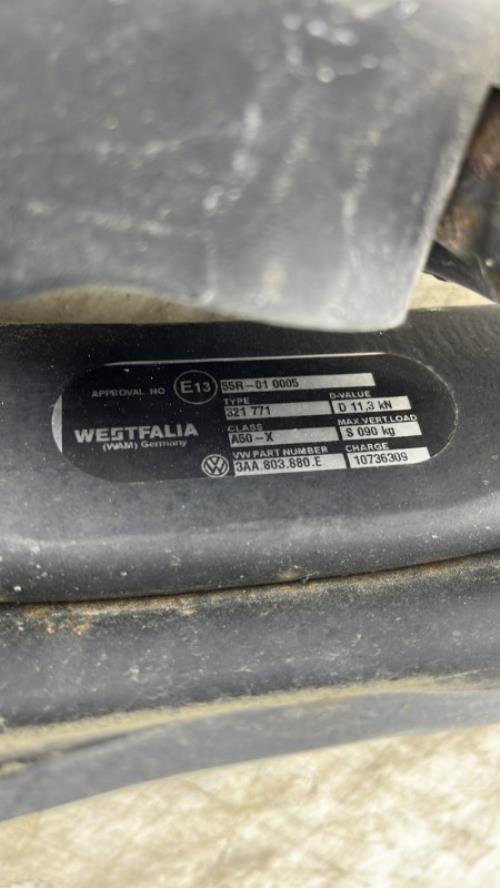 APPROVAL NO E13 55R-01 0005
TYPE D-VALUE
321 771 D 11,3 kN
CLASS MAX.VERT.LOAD
A50-X S 090 kg
WESTFALIA
(WAM) Germany
VW PART NUMBER CHARGE
3AA.803.880.E 10736309